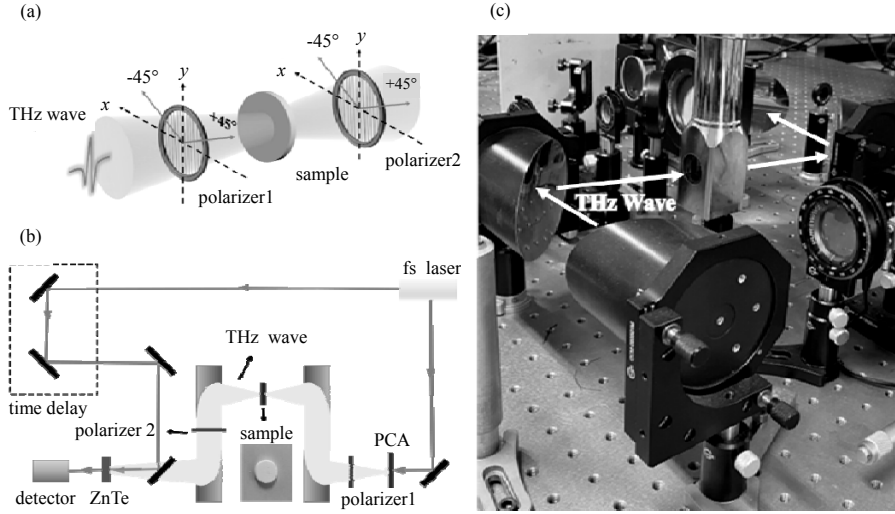 (a)
-45°
y
x
THz wave
+45°
polarizer1
sample
-45°
y
x
+45°
polarizer2
(b)
fs laser
THz wave
time delay
polarizer 2
sample
PCA
detector
ZnTe
polarizer1
(c)
THz Wave